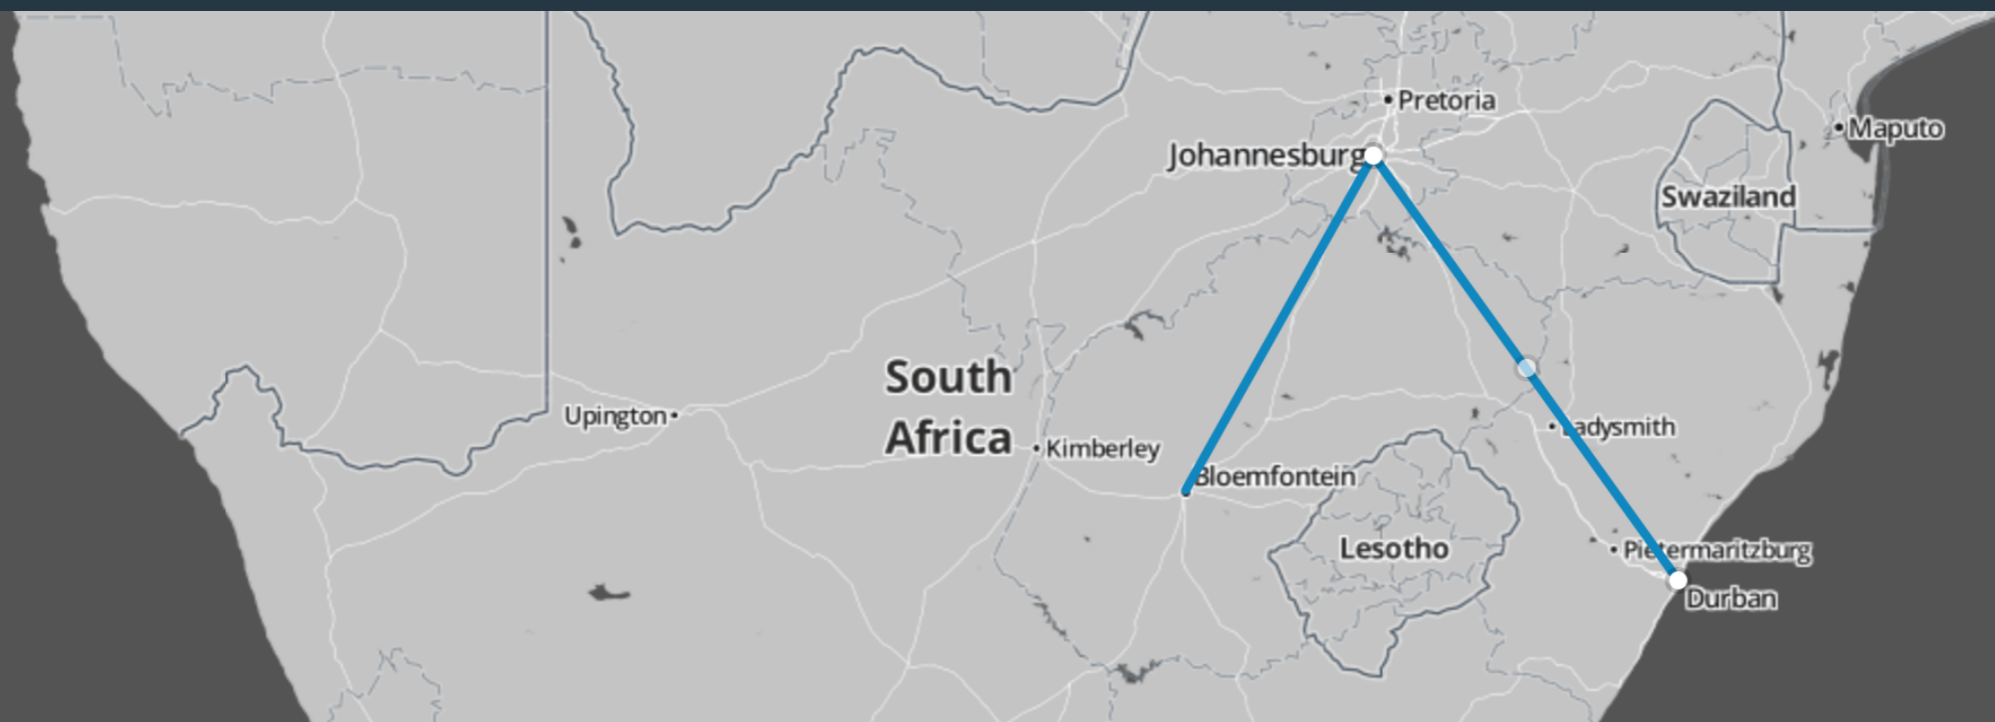 Pretoria
Maputo
Johannesburg
Swaziland
South
Africa
Upington
Kimberley
Ladysmith
Bloemfontein
Lesotho
Pietermaritzburg
Durban